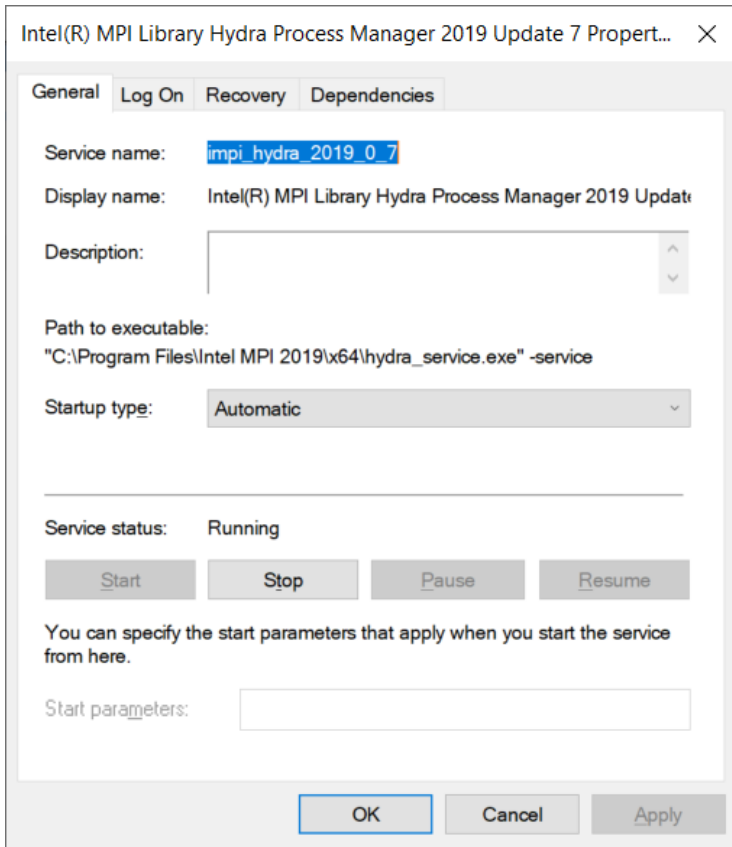 Intel(R) MPI Library Hydra Process Manager 2019 Update 7 Propert...
General Log On Recovery Dependencies
Service name: impi_hydra_2019_0_7
Display name: Intel(R) MPI Library Hydra Process Manager 2019 Update
Description:
Path to executable:
"C:\Program Files\Intel MPI 2019\x64\hydra_service.exe" -service
Startup type: Automatic
Service status: Running
Start Stop Pause Resume
You can specify the start parameters that apply when you start the service
from here.
Start parameters:
OK Cancel Apply